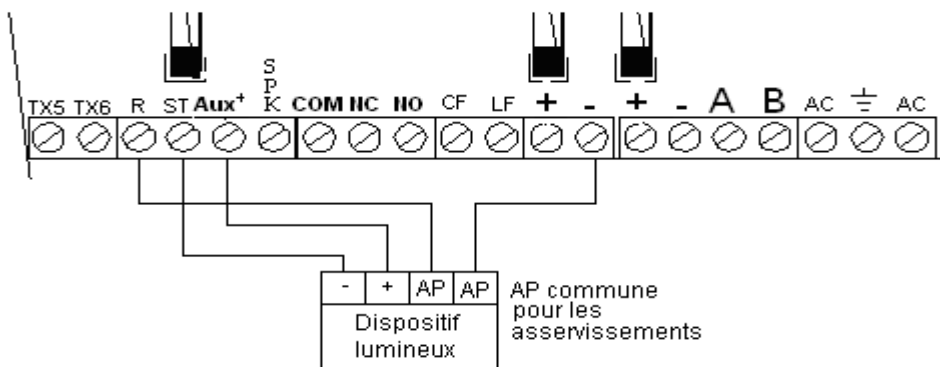 TX5 TX6 R ST Aux+ SPK COM NC NO CF LF + - + - A B AC AC
- + AP AP
Dispositif
lumineux
AP commune
pour les
asservissements